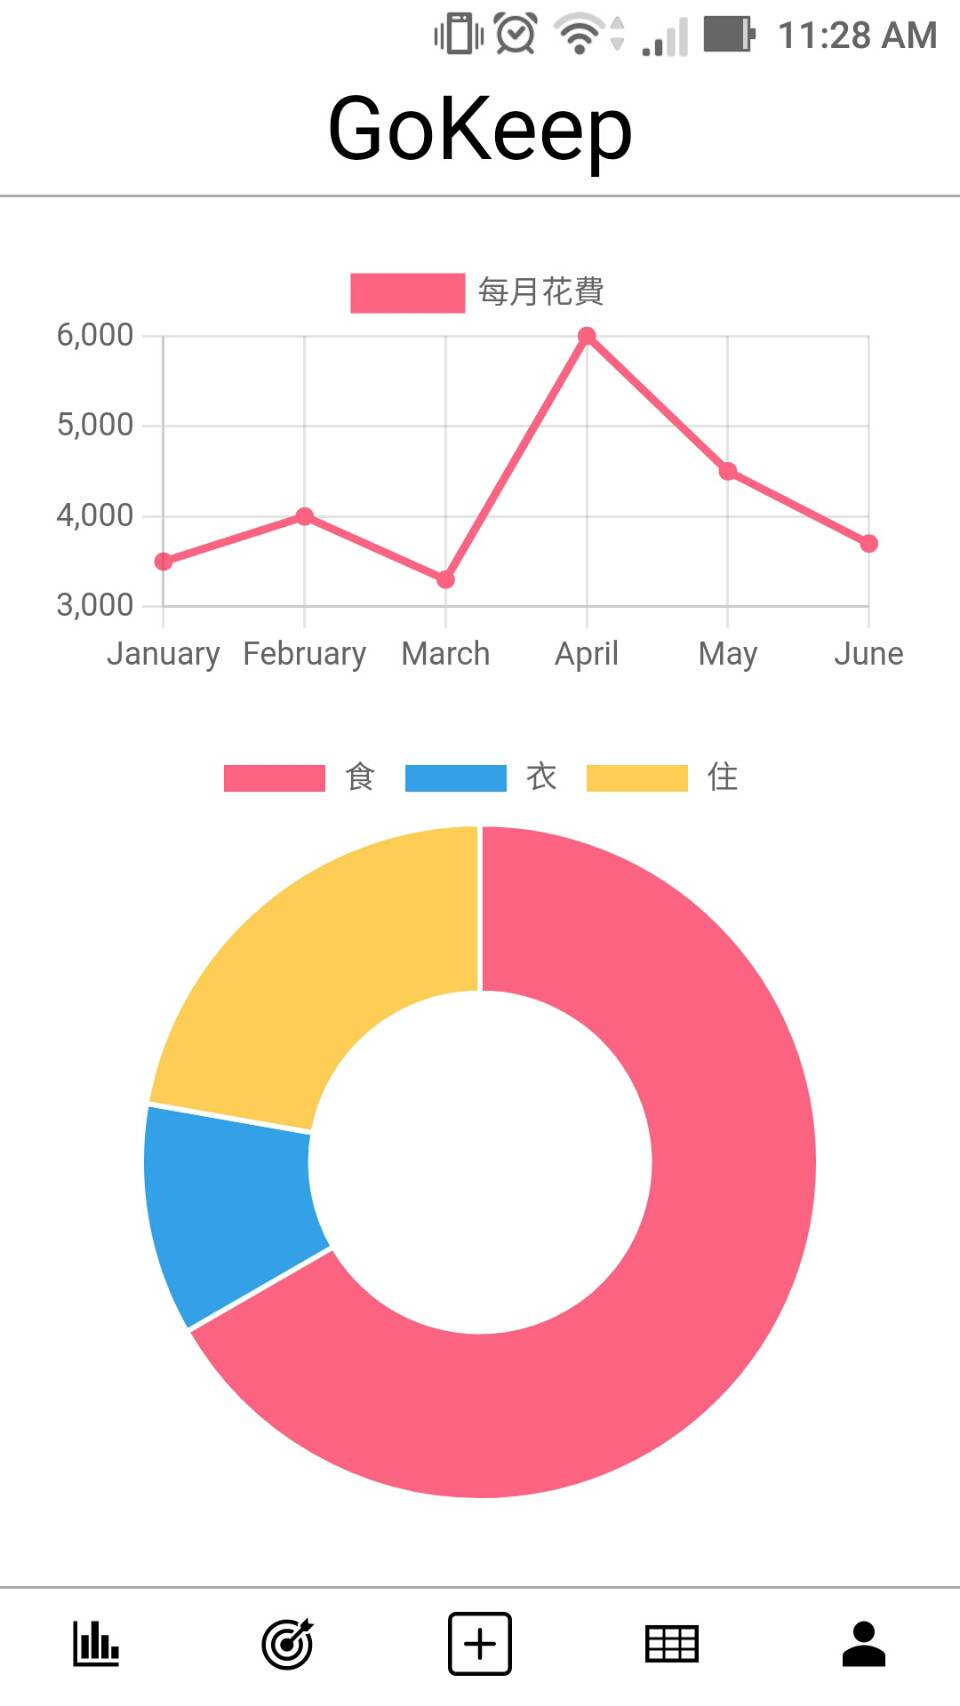 11:28 AM
GoKeep
每月花費
6,000
5,000
4,000
3,000
January February March April May June
食 衣 住